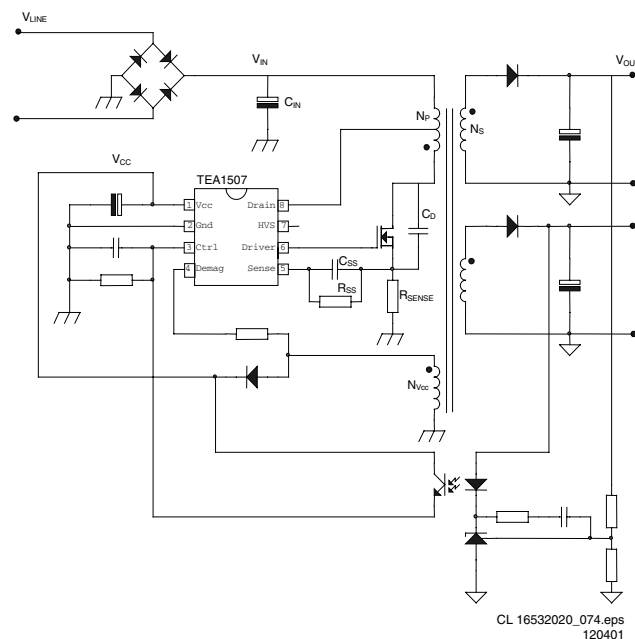 VLINE
VIN
CIN
NP
NS
VOU
VCC
TEA1507
1 Vcc Drain 8
2 Gnd HVS 7
3 Ctrl Driver 6
4 Demag Sense 5
CD
CSS
RSS
RSENSE
NVcc
CL 16532020_074.eps
120401